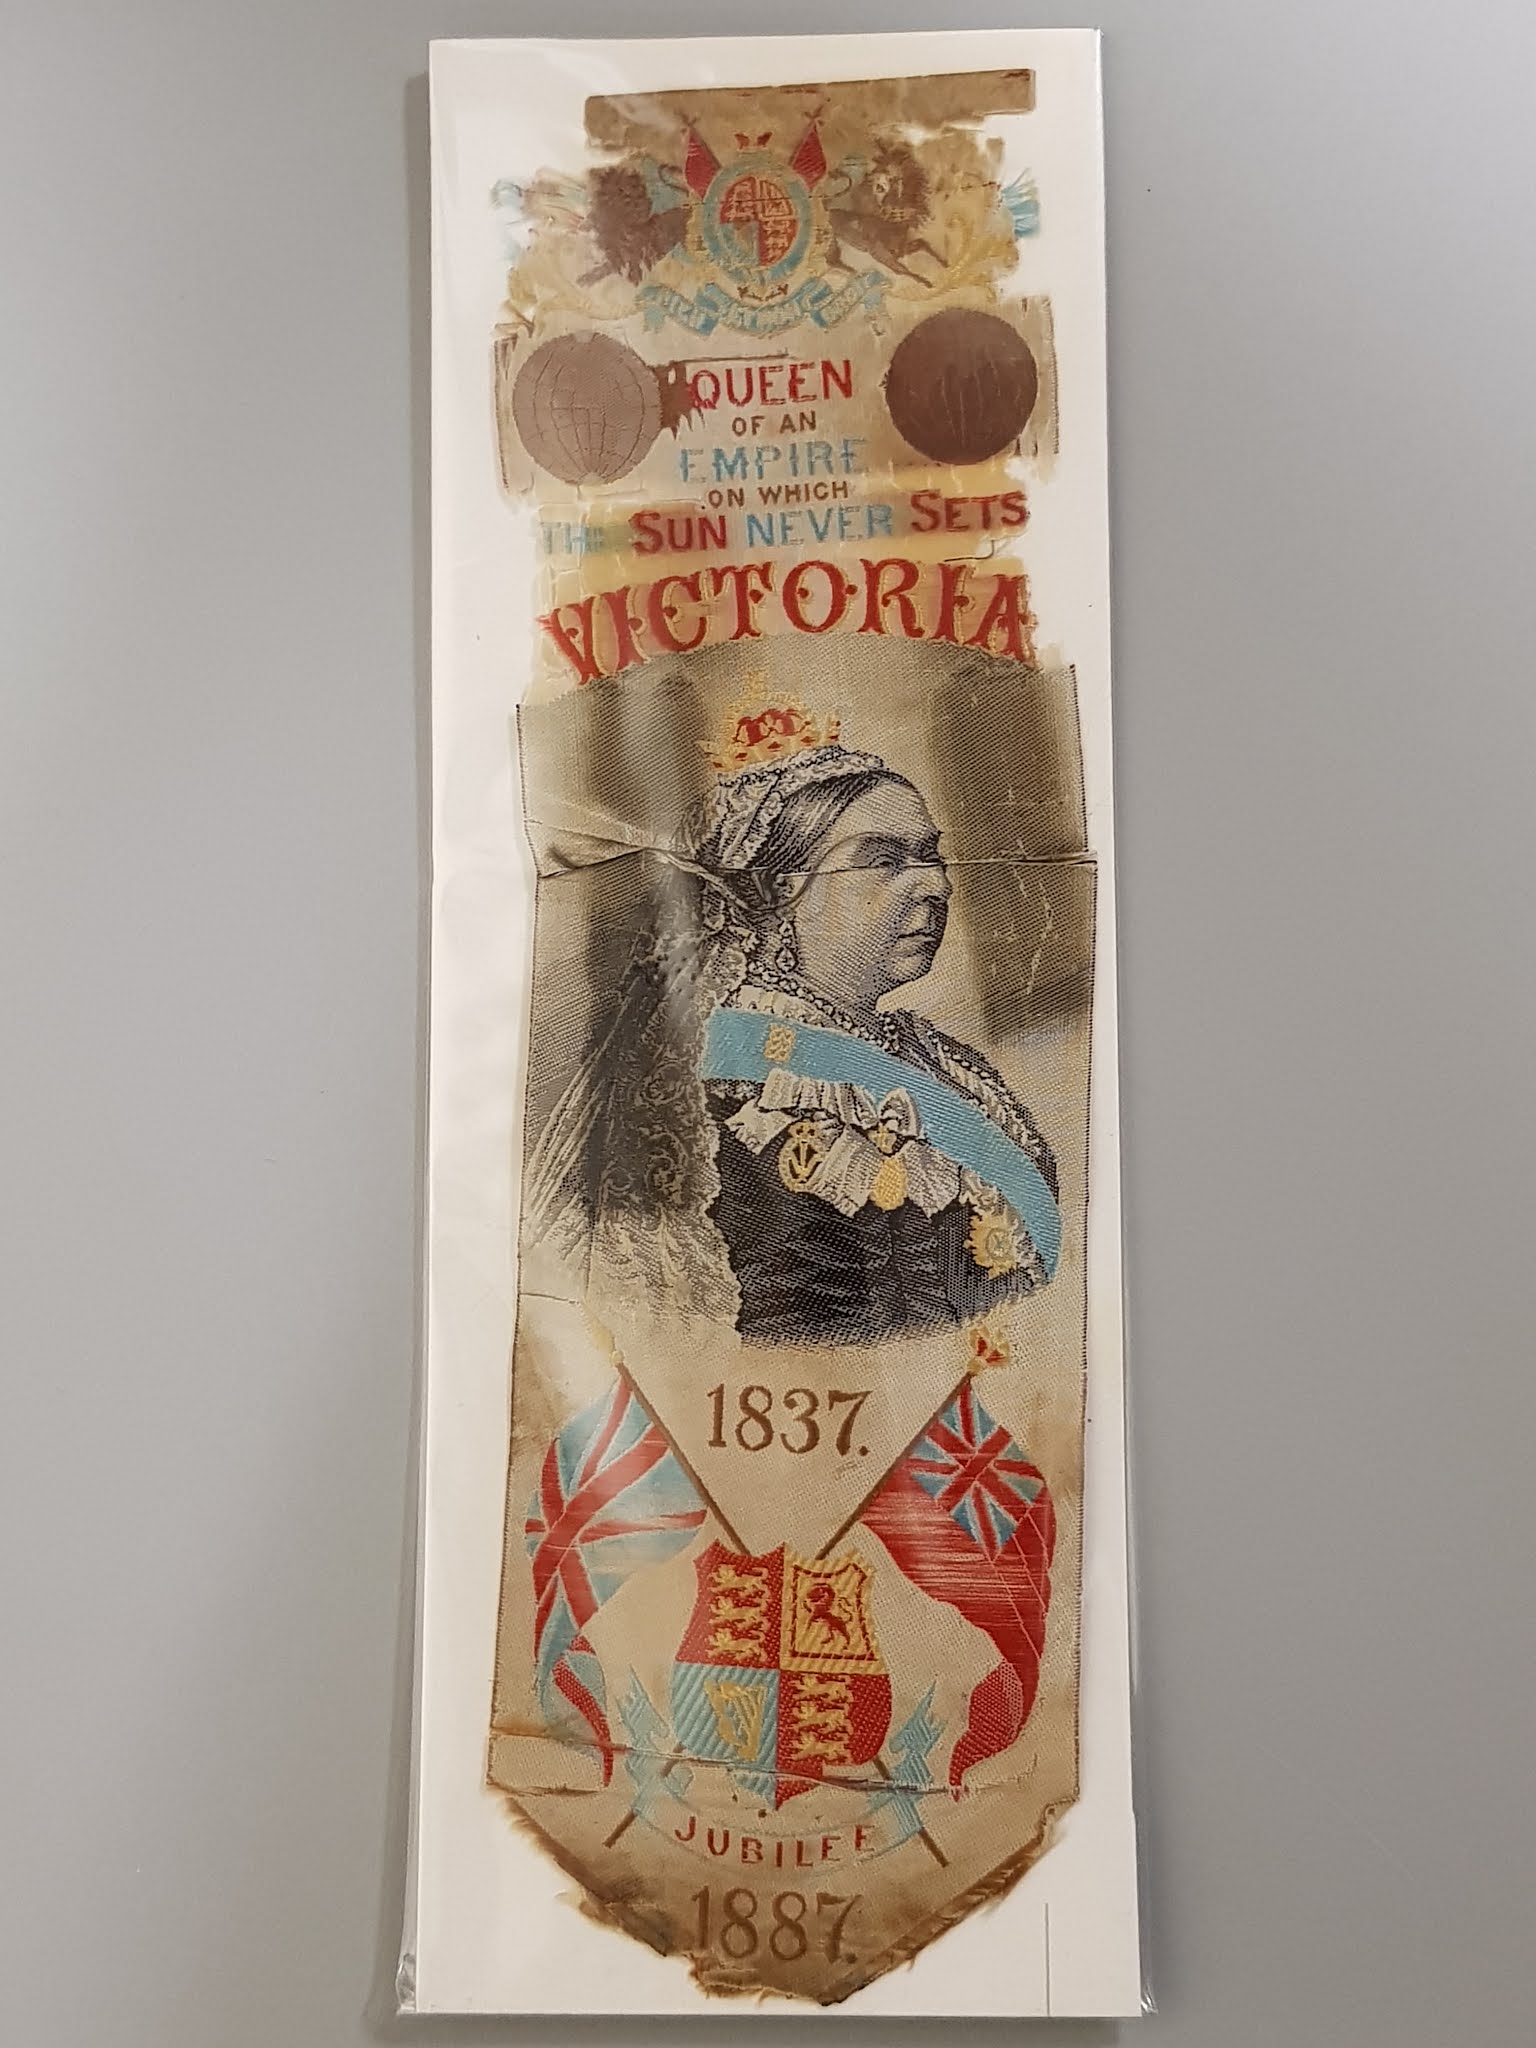 QUEEN
OF AN
EMPIRE
ON WHICH
THE SUN NEVER SETS
VICTORIA
1837.
JUBILEE
1887.